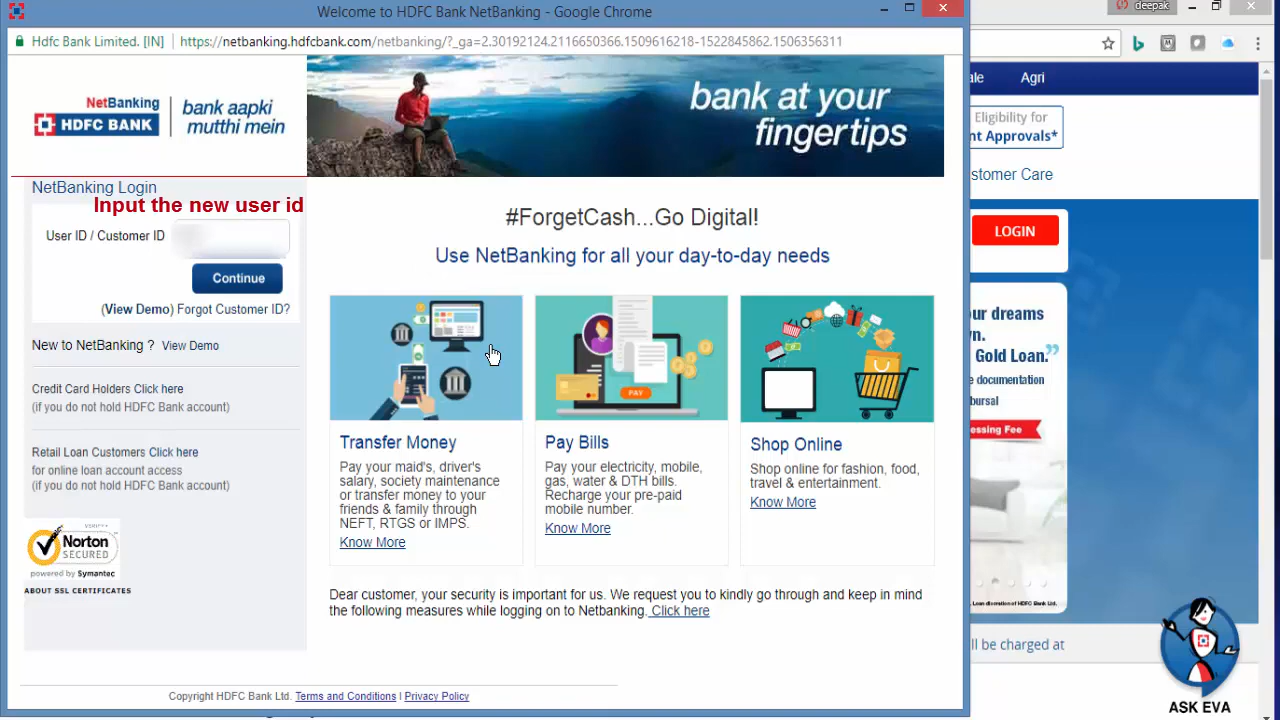 Welcome to HDFC Bank NetBanking - Google Chrome
deepak
Hdfc Bank Limited. [IN]
https://netbanking.hdfcbank.com/netbanking/?_ga=2.30192124.2116650366.1509616218-1522845862.1506356311
NetBanking
HDFC BANK
bank aapki
mutthi mein
bank at your
fingertips
NetBanking Login
Input the new user id
User ID / Customer ID
Continue
(View Demo) Forgot Customer ID?
New to NetBanking ? View Demo
Credit Card Holders Click here
(if you do not hold HDFC Bank account)
Retail Loan Customers Click here
for online loan account access
(if you do not hold HDFC Bank account)
VERIFY
Norton
SECURED
powered by Symantec
ABOUT SSL CERTIFICATES
#ForgetCash...Go Digital!
Use NetBanking for all your day-to-day needs
Transfer Money
Pay your maid's, driver's
salary, society maintenance
or transfer money to your
friends & family through
NEFT, RTGS or IMPS.
Know More
PAY
Pay Bills
Pay your electricity, mobile,
gas, water & DTH bills.
Recharge your pre-paid
mobile number.
Know More
Shop Online
Shop online for fashion, food,
travel & entertainment.
Know More
Dear customer, your security is important for us. We request you to kindly go through and keep in mind
the following measures while logging on to Netbanking. Click here
Copyright HDFC Bank Ltd. Terms and Conditions I Privacy Policy
ale
Agri
Eligibility for
nt Approvals*
stomer Care
LOGIN
ur dreams
wn.
Gold Loan.”
e documentation
bursal
essing Fee
Loan discretion of HDFC Bank Ltd.
ll be charged at
ASK EVA